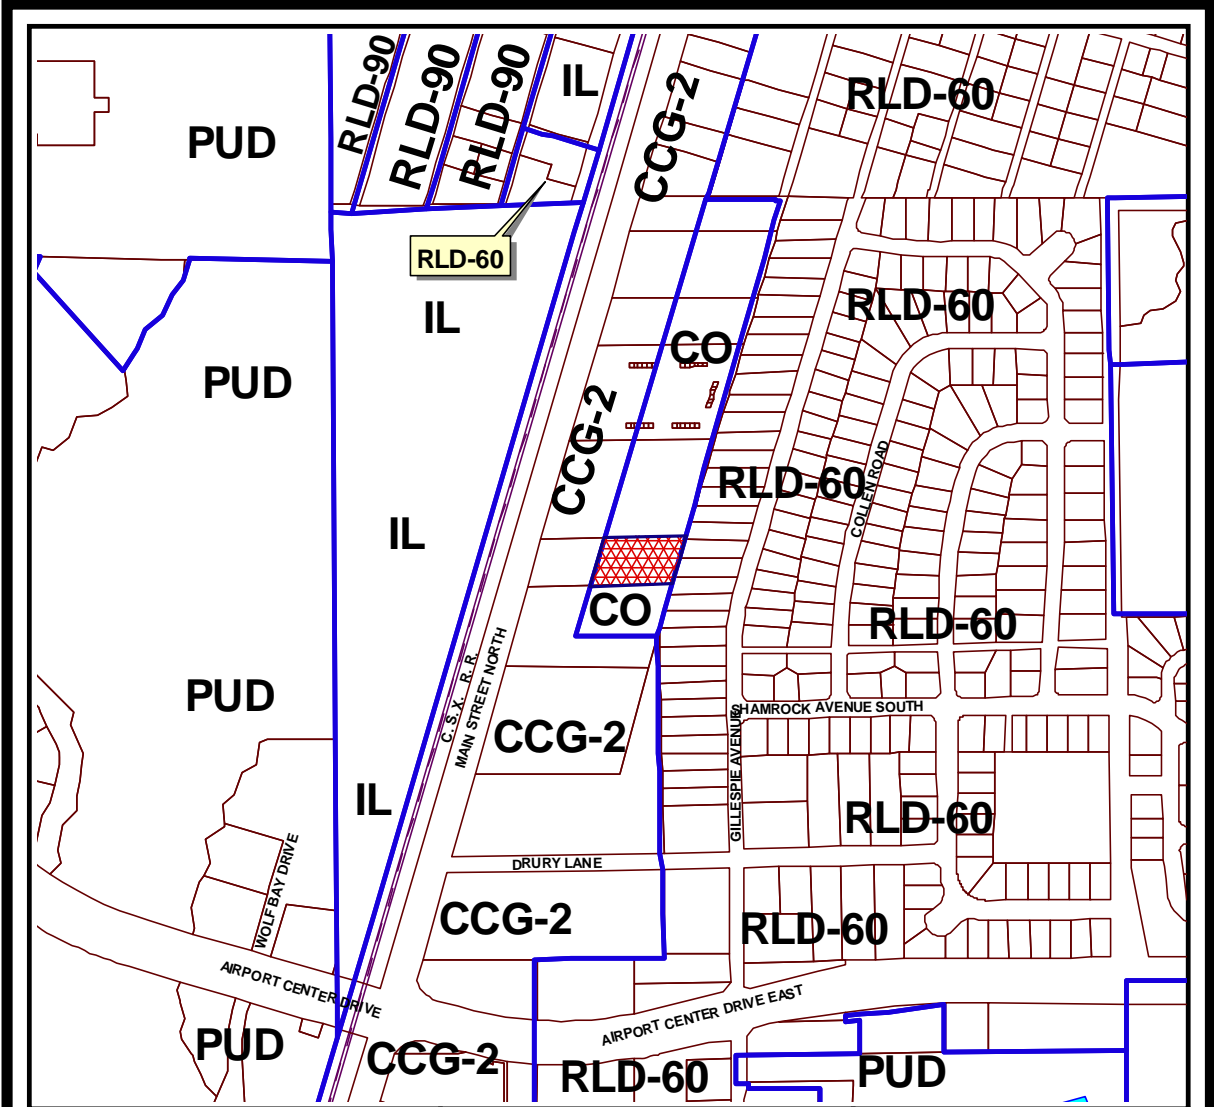 RLD-90
RLD-90
RLD-90
IL
CCG-2
RLD-60
PUD
RLD-60
IL
RLD-60
CO
PUD
CCG-2
RLD-60
COLLEN ROAD
IL
CO
RLD-60
C. S. X. R. R.
MAIN STREET NORTH
PUD
CCG-2
SHAMROCK AVENUE SOUTH
GILLESPIE AVENUE
IL
RLD-60
WOLF BAY DRIVE
DRURY LANE
CCG-2
RLD-60
AIRPORT CENTER DRIVE
AIRPORT CENTER DRIVE EAST
PUD
CCG-2
RLD-60
PUD